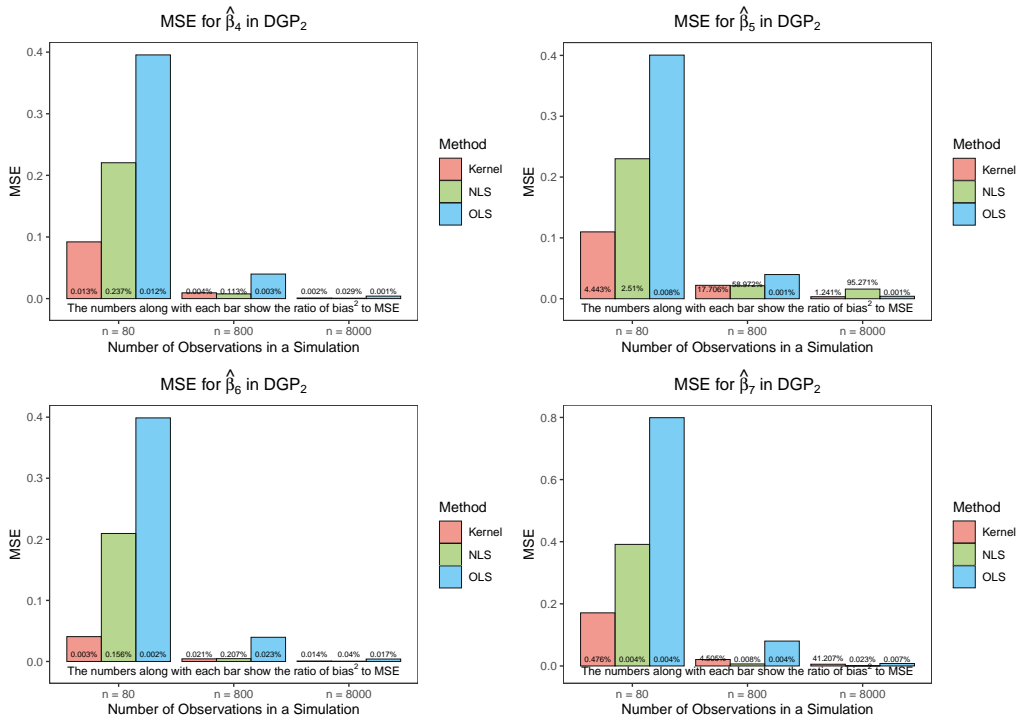 MSE for β̂₄ in DGP₂
0.4
0.3
0.2
0.1
0.0
MSE
0.013% 0.237% 0.012% 0.004% 0.113% 0.003% 0.002% 0.029% 0.001%
The numbers along with each bar show the ratio of bias² to MSE
n = 80 n = 800 n = 8000
Number of Observations in a Simulation
Method
Kernel
NLS
OLS
MSE for β̂₅ in DGP₂
0.4
0.3
0.2
0.1
0.0
MSE
4.443% 2.51% 0.008% 17.706% 58.972% 0.001% 1.241% 95.271% 0.001%
The numbers along with each bar show the ratio of bias² to MSE
n = 80 n = 800 n = 8000
Number of Observations in a Simulation
Method
Kernel
NLS
OLS
MSE for β̂₆ in DGP₂
0.4
0.3
0.2
0.1
0.0
MSE
0.003% 0.156% 0.002% 0.021% 0.207% 0.023% 0.014% 0.04% 0.017%
The numbers along with each bar show the ratio of bias² to MSE
n = 80 n = 800 n = 8000
Number of Observations in a Simulation
Method
Kernel
NLS
OLS
MSE for β̂₇ in DGP₂
0.8
0.6
0.4
0.2
0.0
MSE
0.476% 0.004% 0.004% 4.505% 0.008% 0.004% 41.207% 0.023% 0.007%
The numbers along with each bar show the ratio of bias² to MSE
n = 80 n = 800 n = 8000
Number of Observations in a Simulation
Method
Kernel
NLS
OLS